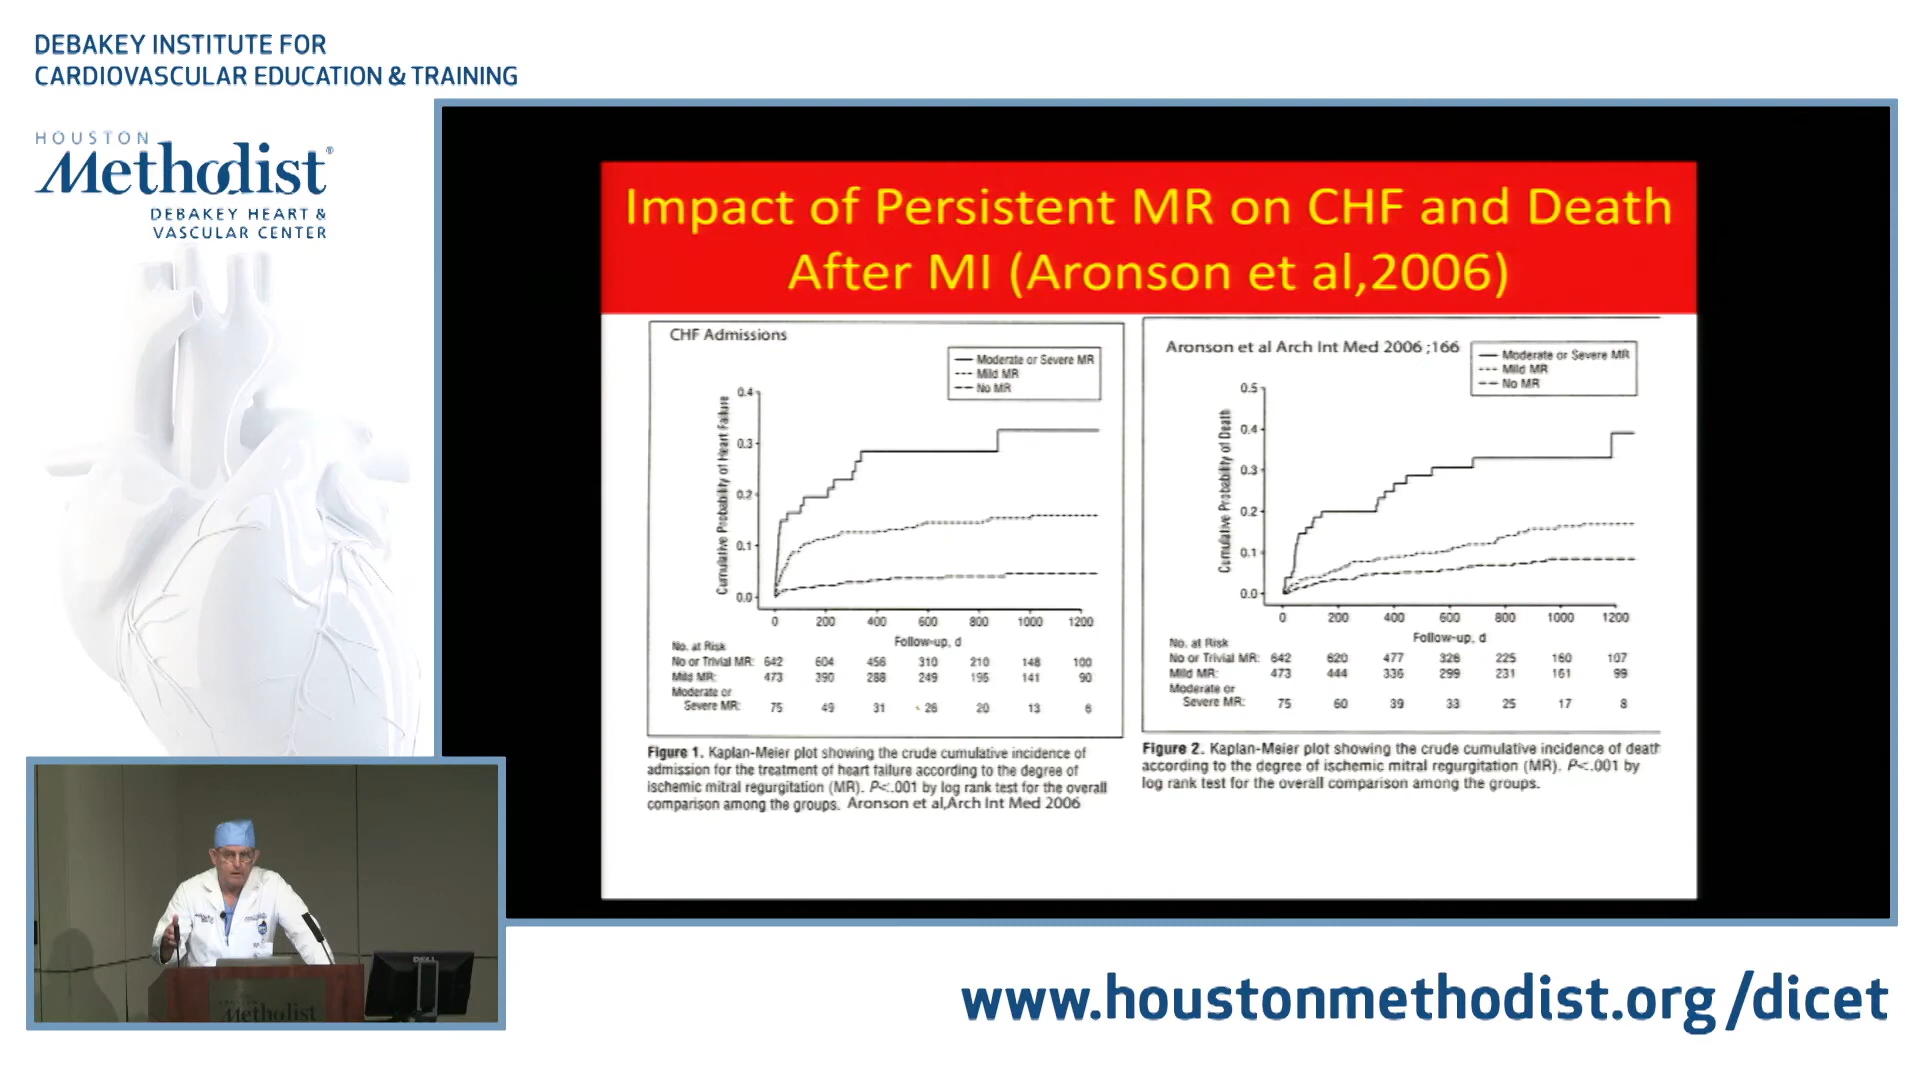 DEBAKEY INSTITUTE FOR
CARDIOVASCULAR EDUCATION & TRAINING
HOUSTON
Methodist®
DEBAKEY HEART &
VASCULAR CENTER
Impact of Persistent MR on CHF and Death
After MI (Aronson et al,2006)
CHF Admissions
Moderate or Severe MR
Mild MR
No MR
Cumulative Probability of Heart Failure
0.4
0.3
0.2
0.1
0.0
0 200 400 600 800 1000 1200
Follow-up, d
No. at Risk
No or Trivial MR: 642 604 456 310 210 148 100
Mild MR: 473 390 288 249 195 141 90
Moderate or
Severe MR: 75 49 31 26 20 13 6
Figure 1. Kaplan-Meier plot showing the crude cumulative incidence of
admission for the treatment of heart failure according to the degree of
ischemic mitral regurgitation (MR). P<.001 by log rank test for the overall
comparison among the groups. Aronson et al,Arch Int Med 2006
Aronson et al Arch Int Med 2006 ;166
Moderate or Severe MR
Mild MR
No MR
Cumulative Probability of Death
0.5
0.4
0.3
0.2
0.1
0.0
0 200 400 600 800 1000 1200
Follow-up, d
No. at Risk
No or Trivial MR: 642 620 477 326 225 160 107
Mild MR: 473 444 336 299 231 161 99
Moderate or
Severe MR: 75 60 39 33 25 17 8
Figure 2. Kaplan-Meier plot showing the crude cumulative incidence of death
according to the degree of ischemic mitral regurgitation (MR). P<.001 by
log rank test for the overall comparison among the groups.
DELL
Methodist
www.houstonmethodist.org/dicet